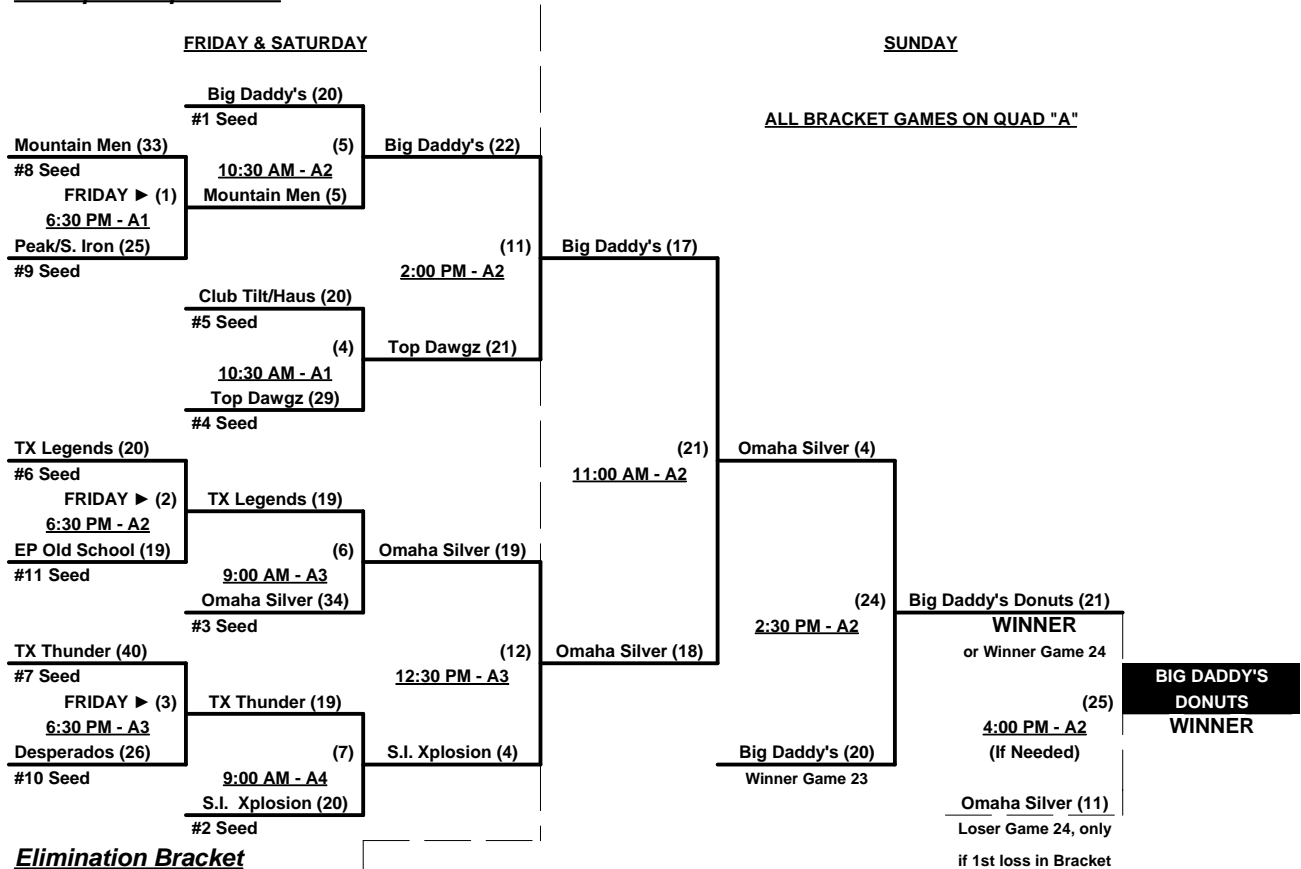 FRIDAY & SATURDAY
SUNDAY
ALL BRACKET GAMES ON QUAD "A"
Big Daddy's (20)
#1 Seed
Mountain Men (33)
#8 Seed
(5)
10:30 AM - A2
Big Daddy's (22)
FRIDAY ► (1)
6:30 PM - A1
Mountain Men (5)
Peak/S. Iron (25)
#9 Seed
(11)
2:00 PM - A2
Big Daddy's (17)
Club Tilt/Haus (20)
#5 Seed
(4)
10:30 AM - A1
Top Dawgz (21)
Top Dawgz (29)
#4 Seed
TX Legends (20)
#6 Seed
(21)
11:00 AM - A2
Omaha Silver (4)
FRIDAY ► (2)
6:30 PM - A2
TX Legends (19)
EP Old School (19)
#11 Seed
(6)
9:00 AM - A3
Omaha Silver (19)
Omaha Silver (34)
#3 Seed
(24)
2:30 PM - A2
Big Daddy's Donuts (21)
WINNER
or Winner Game 24
TX Thunder (40)
#7 Seed
(12)
12:30 PM - A3
Omaha Silver (18)
BIG DADDY'S
DONUTS
WINNER
FRIDAY ► (3)
6:30 PM - A3
TX Thunder (19)
(25)
4:00 PM - A2
(If Needed)
Desperados (26)
#10 Seed
(7)
9:00 AM - A4
S.I. Xplosion (4)
Big Daddy's (20)
Winner Game 23
S.I. Xplosion (20)
#2 Seed
Omaha Silver (11)
Loser Game 24, only
if 1st loss in Bracket
Elimination Bracket